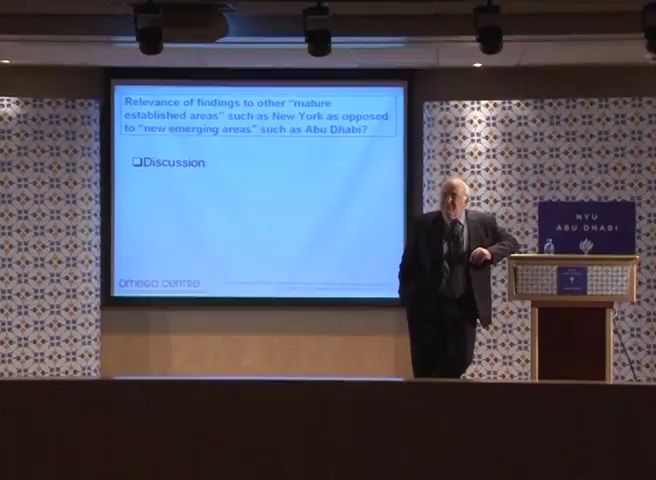 Relevance of findings to other "mature
established areas" such as New York as opposed
to "new emerging areas" such as Abu Dhabi?
❑Discussion
omega centre
NYU
ABU DHABI